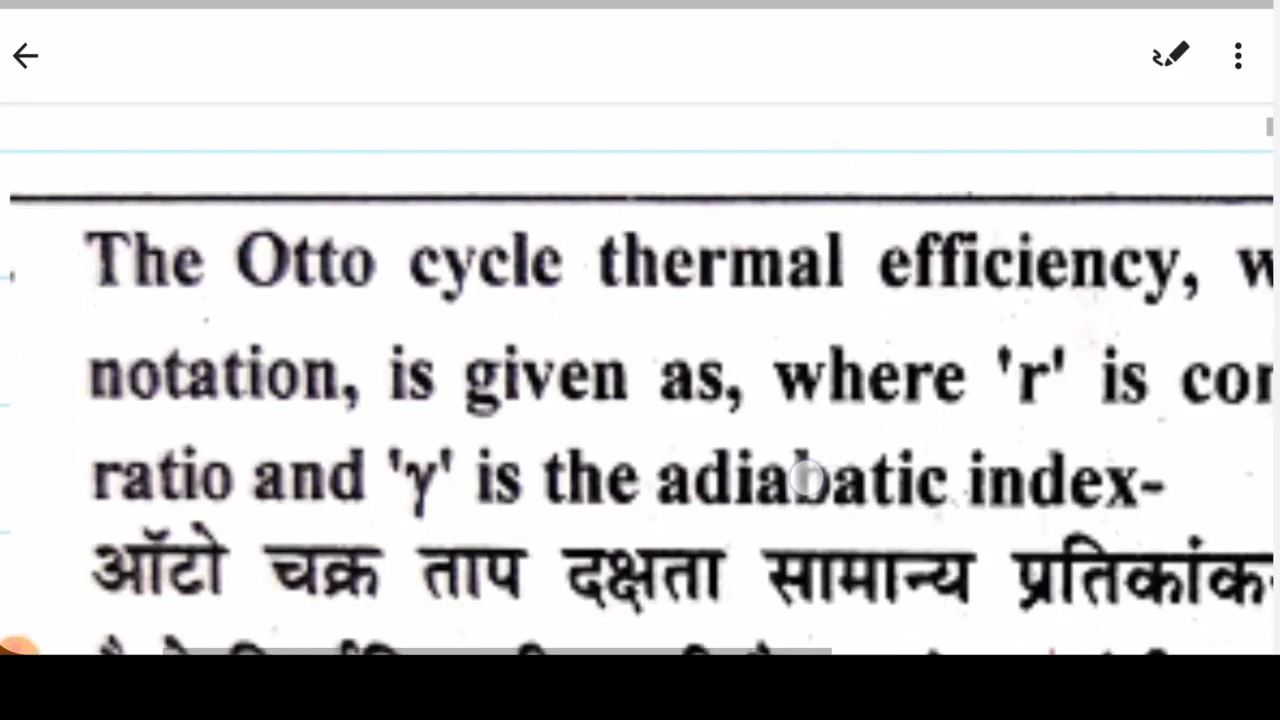 The Otto cycle thermal efficiency,
notation, is given as, where 'r' is
ratio and 'γ' is the adiabatic index-
ऑटो चक्र ताप दक्षता सामान्य